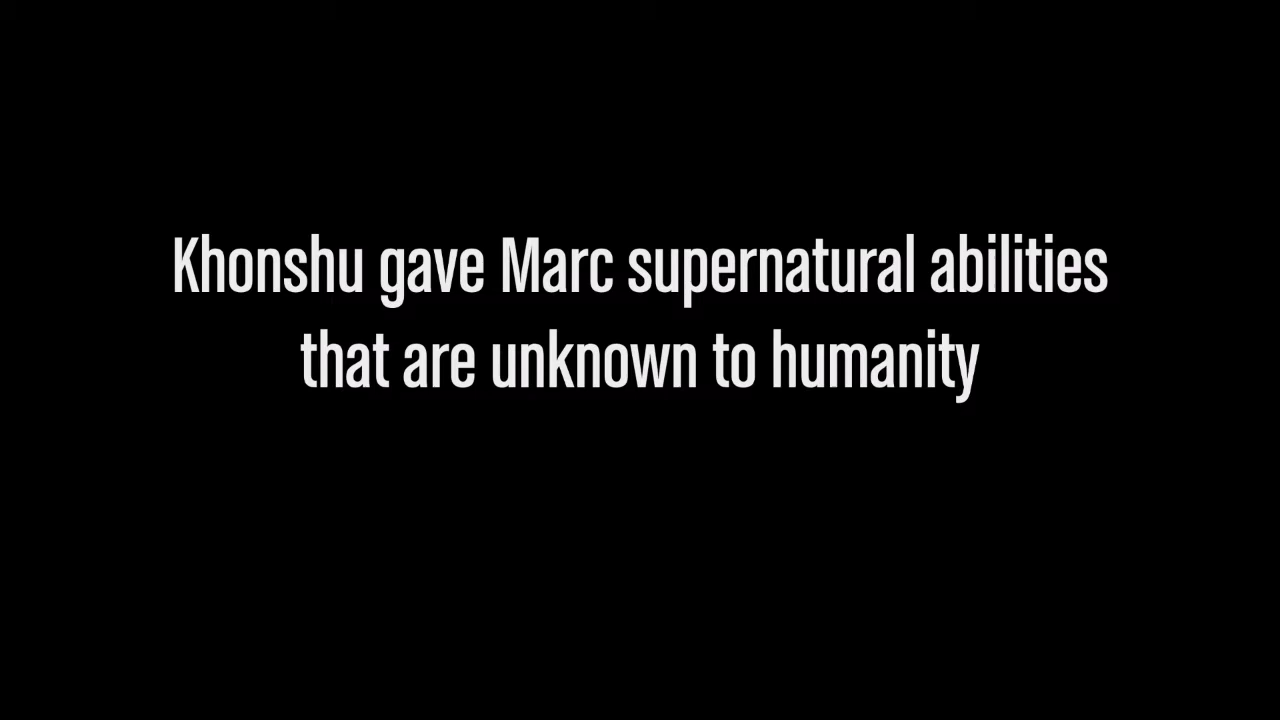 Khonshu gave Marc supernatural abilities
that are unknown to humanity